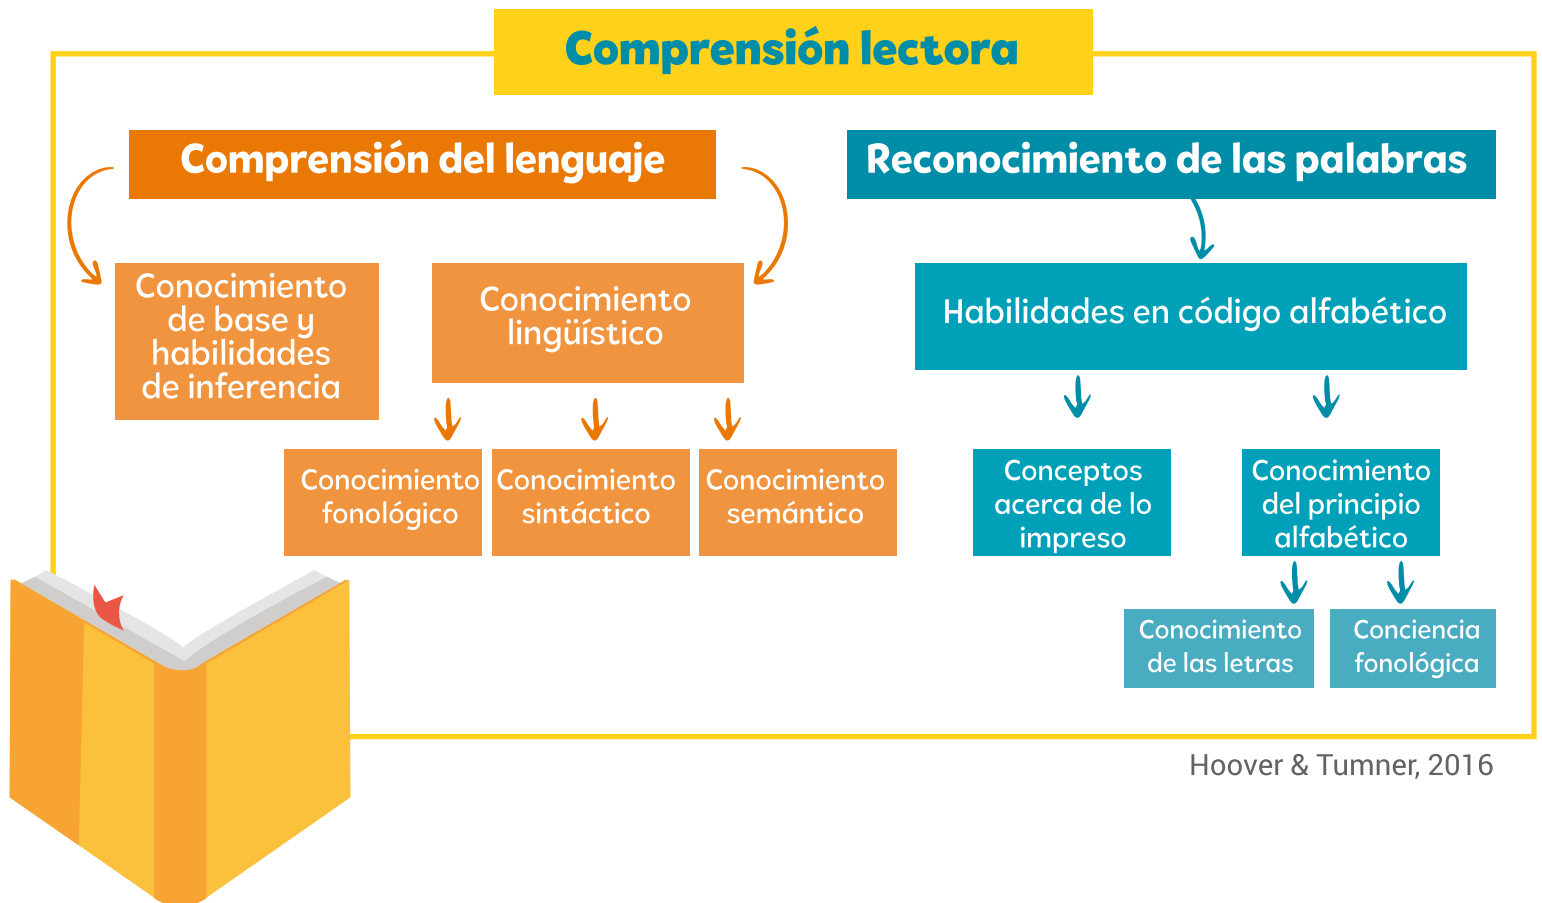 Comprensión lectora
Comprensión del lenguaje
Conocimiento
de base y
habilidades
de inferencia
Conocimiento
lingüístico
Conocimiento
fonológico
Conocimiento
sintáctico
Conocimiento
semántico
Reconocimiento de las palabras
Habilidades en código alfabético
Conceptos
acerca de lo
impreso
Conocimiento
del principio
alfabético
Conocimiento
de las letras
Conciencia
fonológica
Hoover & Tumner, 2016